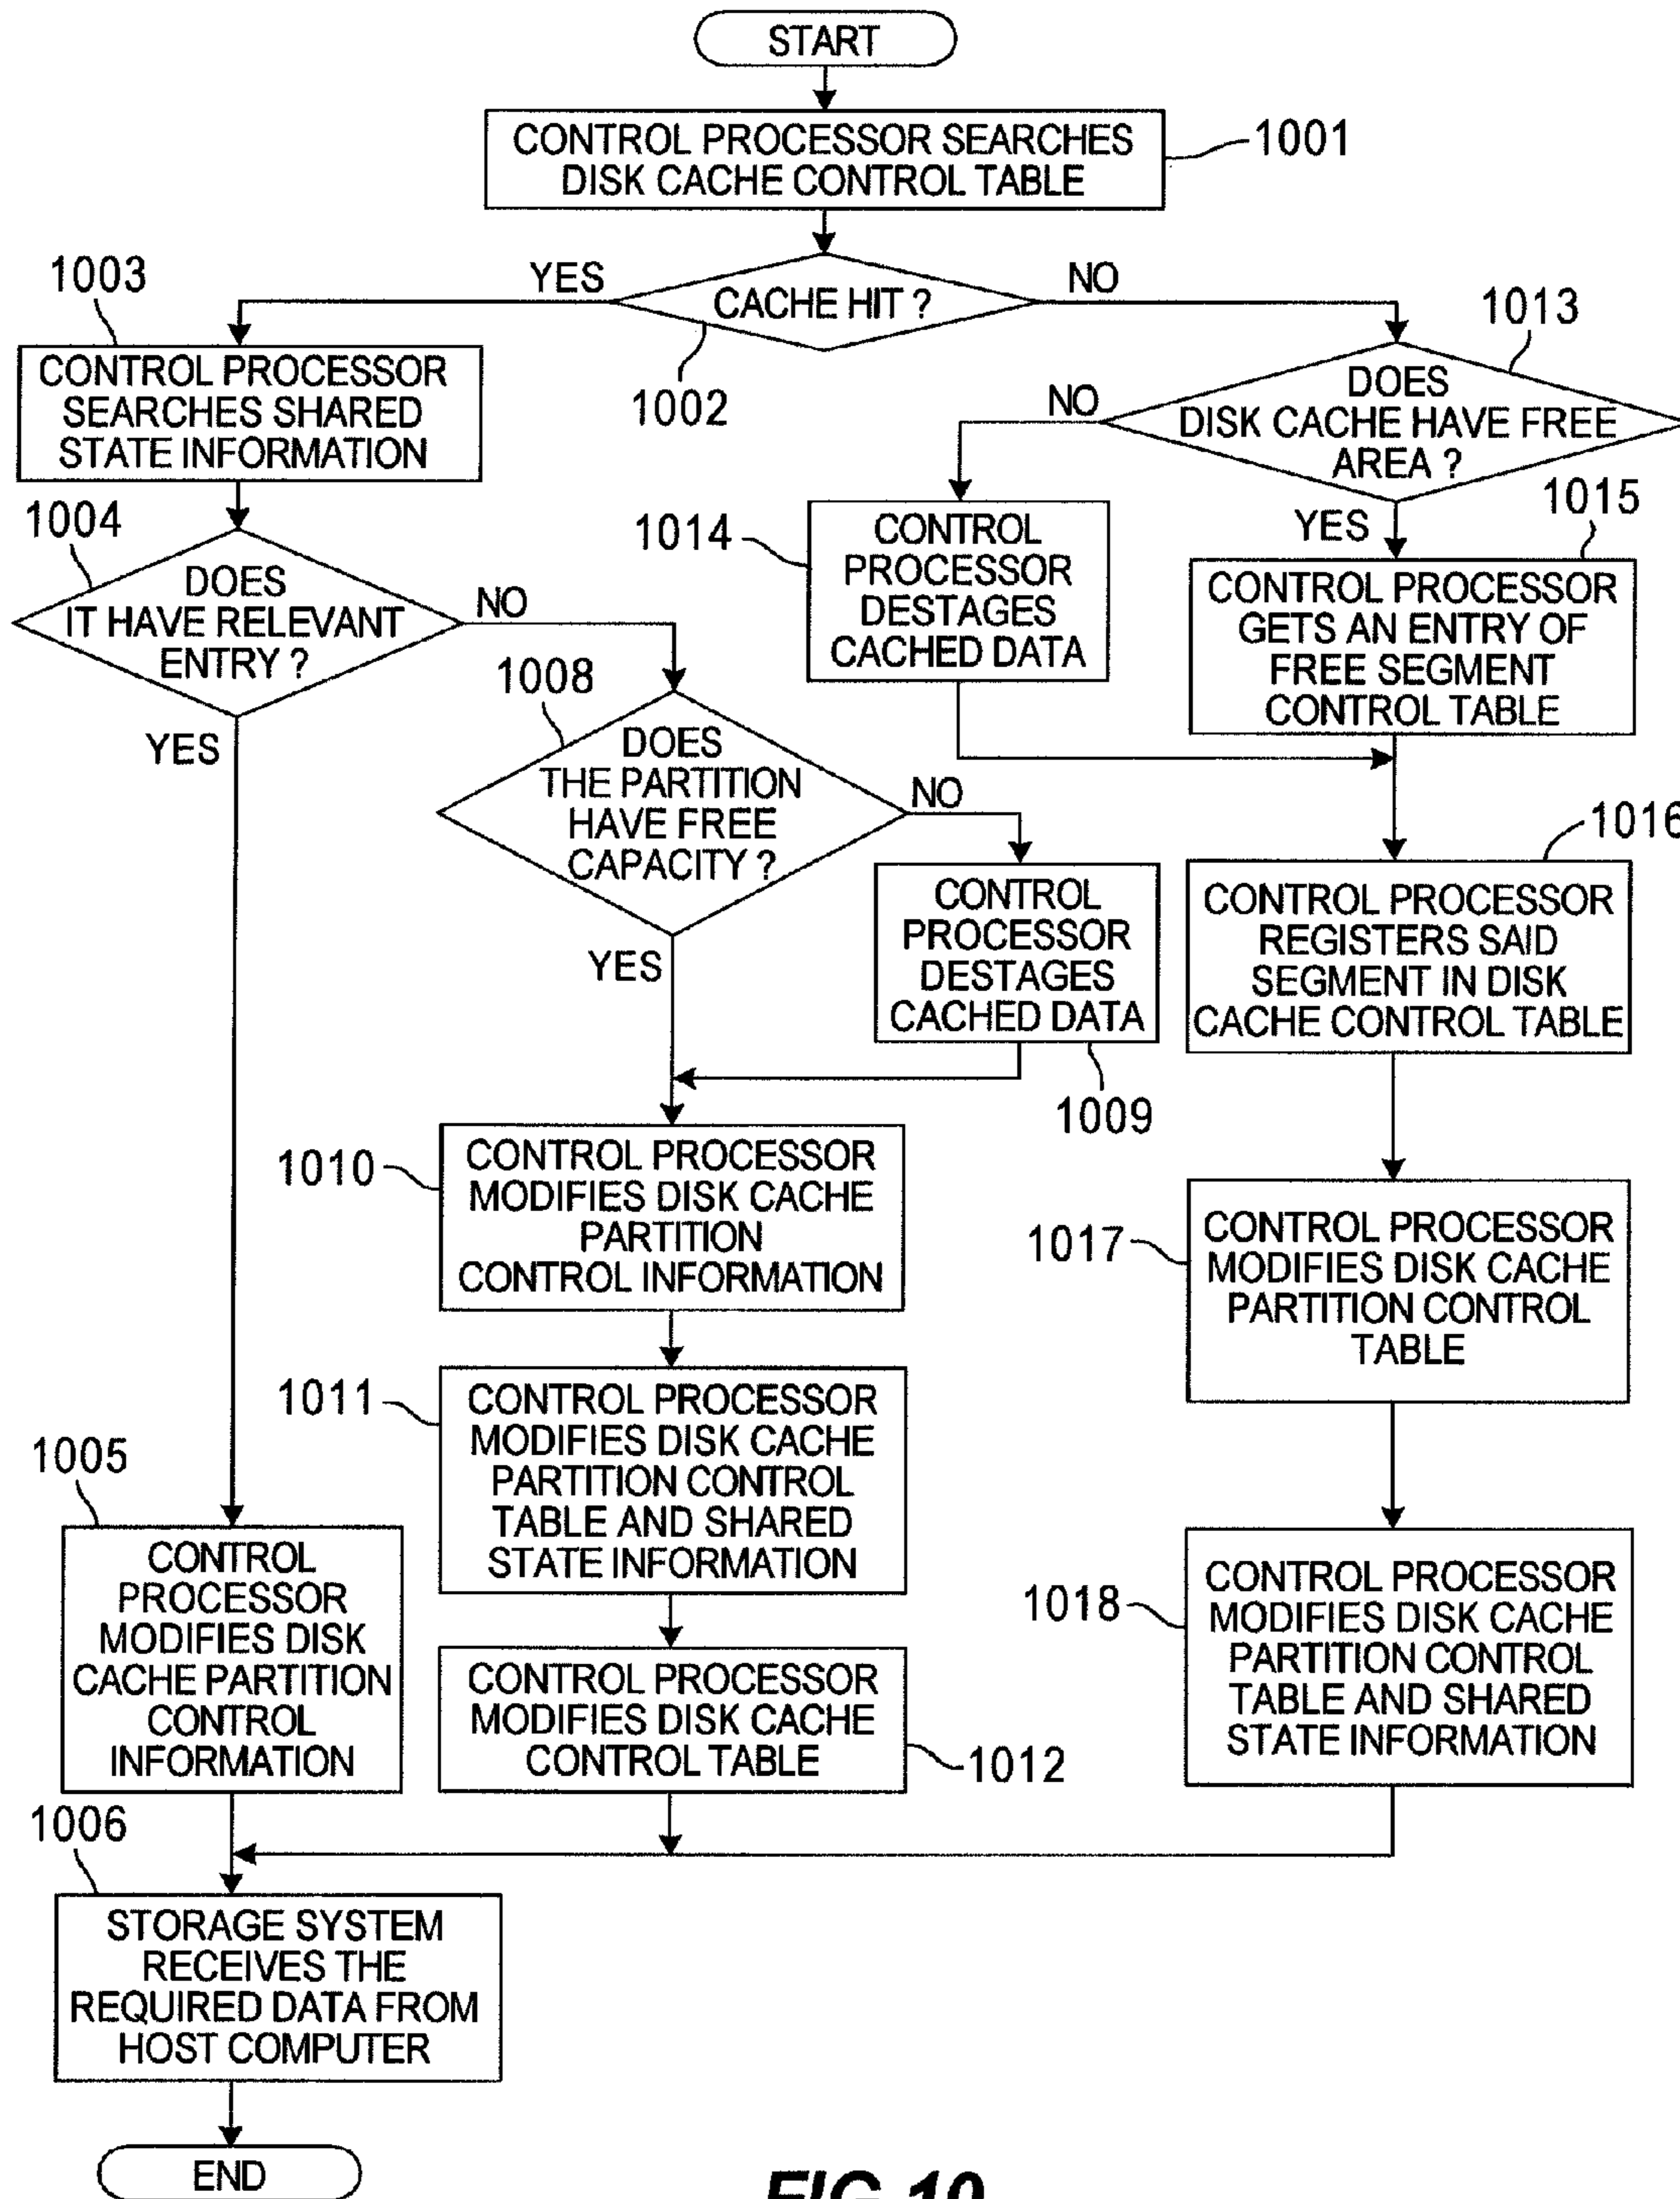 START
CONTROL PROCESSOR SEARCHES
DISK CACHE CONTROL TABLE
1001
YES
CACHE HIT ?
NO
1002
1003
CONTROL PROCESSOR
SEARCHES SHARED
STATE INFORMATION
1013
DOES
DISK CACHE HAVE FREE
AREA ?
NO
YES
1004
DOES
IT HAVE RELEVANT
ENTRY ?
NO
YES
1014
CONTROL
PROCESSOR
DESTAGES
CACHED DATA
1015
CONTROL PROCESSOR
GETS AN ENTRY OF
FREE SEGMENT
CONTROL TABLE
1008
DOES
THE PARTITION
HAVE FREE
CAPACITY ?
NO
YES
CONTROL
PROCESSOR
DESTAGES
CACHED DATA
1009
1016
CONTROL PROCESSOR
REGISTERS SAID
SEGMENT IN DISK
CACHE CONTROL TABLE
1010
CONTROL PROCESSOR
MODIFIES DISK CACHE
PARTITION
CONTROL INFORMATION
1017
CONTROL PROCESSOR
MODIFIES DISK CACHE
PARTITION CONTROL
TABLE
1011
CONTROL PROCESSOR
MODIFIES DISK CACHE
PARTITION CONTROL
TABLE AND SHARED
STATE INFORMATION
1005
CONTROL
PROCESSOR
MODIFIES DISK
CACHE PARTITION
CONTROL
INFORMATION
CONTROL PROCESSOR
MODIFIES DISK CACHE
CONTROL TABLE
1012
1018
CONTROL PROCESSOR
MODIFIES DISK CACHE
PARTITION CONTROL
TABLE AND SHARED
STATE INFORMATION
1006
STORAGE SYSTEM
RECEIVES THE
REQUIRED DATA FROM
HOST COMPUTER
END
FIG.10